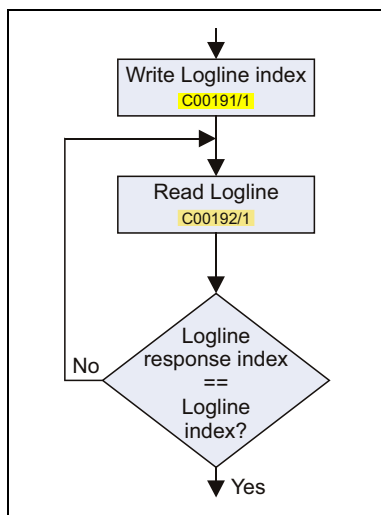 Write Logline index
C00191/1
Read Logline
C00192/1
Logline
response index
==
Logline
index?
No
Yes